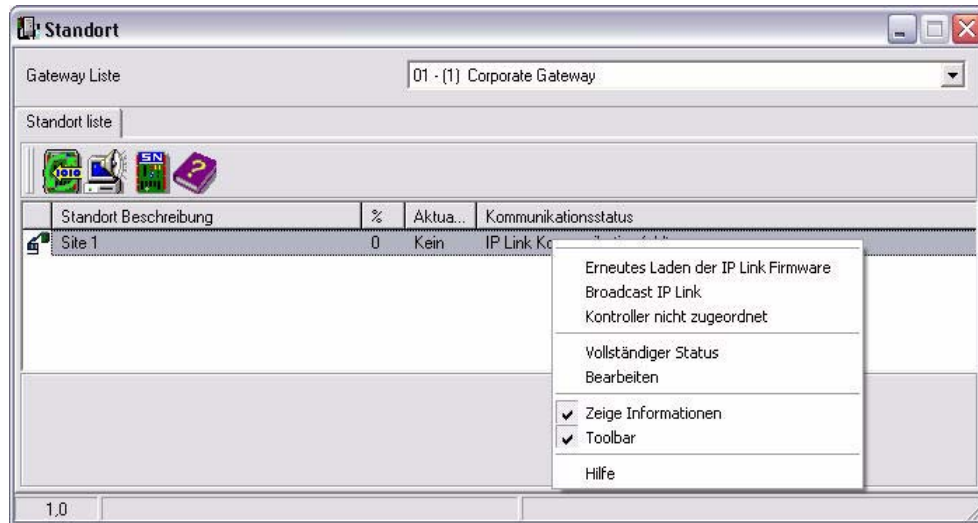 Standort
Gateway Liste
01 - (1) Corporate Gateway
Standort liste
1010
SN
?
Standort Beschreibung % Aktua... Kommunikationsstatus
Site 1 0 Kein IP Link
Erneutes Laden der IP Link Firmware
Broadcast IP Link
Kontroller nicht zugeordnet
Vollständiger Status
Bearbeiten
Zeige Informationen
Toolbar
Hilfe
1,0